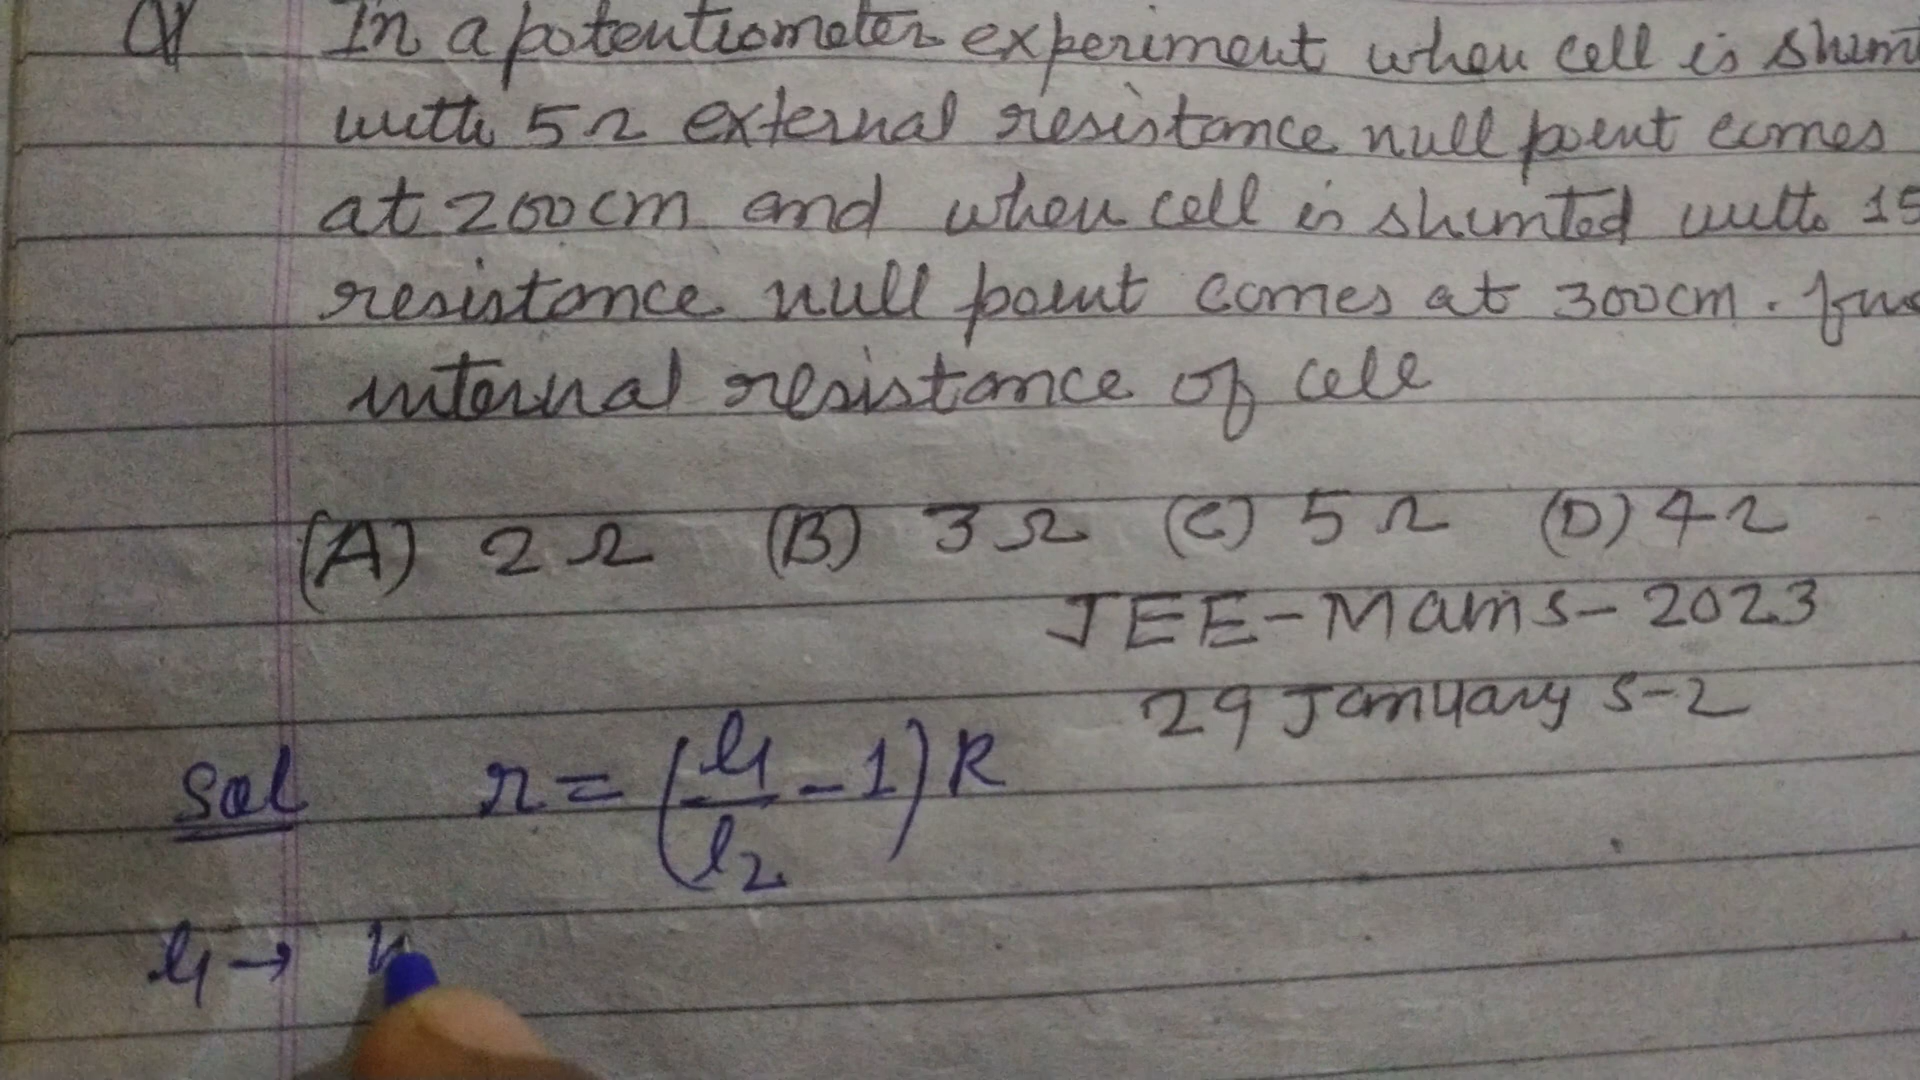 Q In a potentiometer experiment when cell is shunt
with 5Ω external resistance null point comes
at 200cm and when cell is shunted with 15
resistance null point comes at 300cm.
internal resistance of cell
(A) 2Ω (B) 3Ω (C) 5Ω (D) 4Ω
JEE-Mains-2023
29 January S-2
Sol r = (l₁/l₂ - 1)R
l₁ →